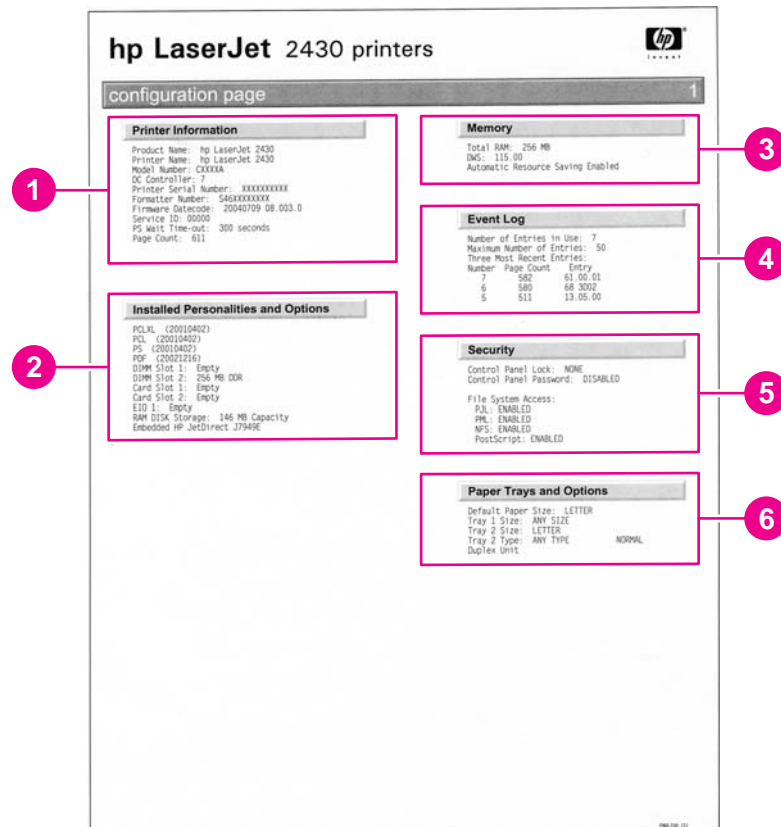 hp LaserJet 2430 printers
hp
invent
configuration page 1
1
Printer Information
Product Name: hp LaserJet 2430
Printer Name: hp LaserJet 2430
Model Number: CXXXXA
DC Controller: 7
Printer Serial Number: XXXXXXXXXX
Formatter Number: S46XXXXXXXX
Firmware Datecode: 20040709 08.003.0
Service ID: 00000
PS Wait Time-out: 300 seconds
Page Count: 611
2
Installed Personalities and Options
PCLXL (20010402)
PCL (20010402)
PS (20010402)
PDF (20021216)
DIMM Slot 1: Empty
DIMM Slot 2: 256 MB DDR
Card Slot 1: Empty
Card Slot 2: Empty
EIO 1: Empty
RAM DISK Storage: 146 MB Capacity
Embedded HP JetDirect J7949E
Memory
Total RAM: 256 MB
DWS: 115.00
Automatic Resource Saving Enabled
3
Event Log
Number of Entries in Use: 7
Maximum Number of Entries: 50
Three Most Recent Entries:
Number Page Count Entry
7 582 61.00.01
6 580 68 3D02
5 511 13.05.00
4
Security
Control Panel Lock: NONE
Control Panel Password: DISABLED
File System Access:
PJL: ENABLED
PML: ENABLED
NFS: ENABLED
PostScript: ENABLED
5
Paper Trays and Options
Default Paper Size: LETTER
Tray 1 Size: ANY SIZE
Tray 2 Size: LETTER
Tray 2 Type: ANY TYPE NORMAL
Duplex Unit
6